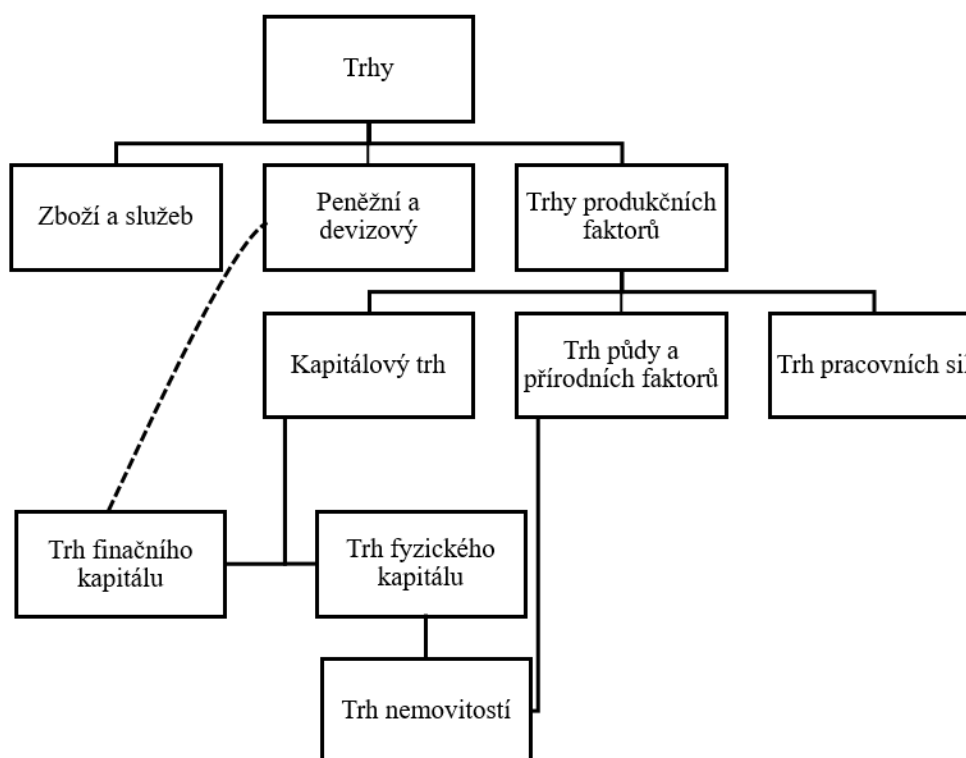 Trhy
Zboží a služeb
Peněžní a
devizový
Trhy produkčních
faktorů
Kapitálový trh
Trh půdy a
přírodních faktorů
Trh pracovních sil
Trh finačního
kapitálu
Trh fyzického
kapitálu
Trh nemovitostí